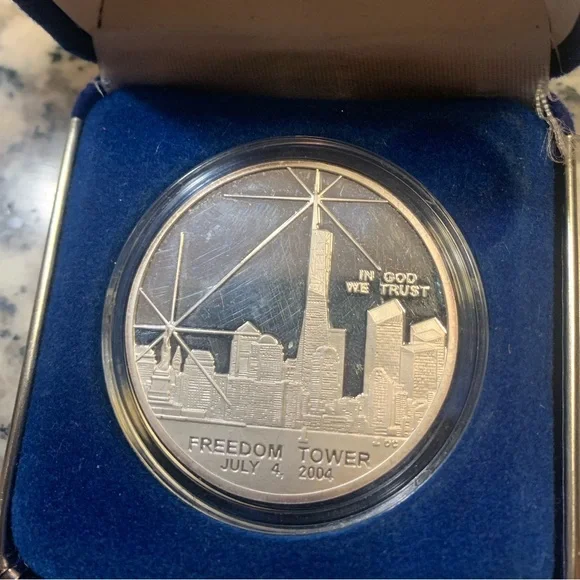 IN GOD
WE TRUST
FREEDOM TOWER
JULY 4, 2004